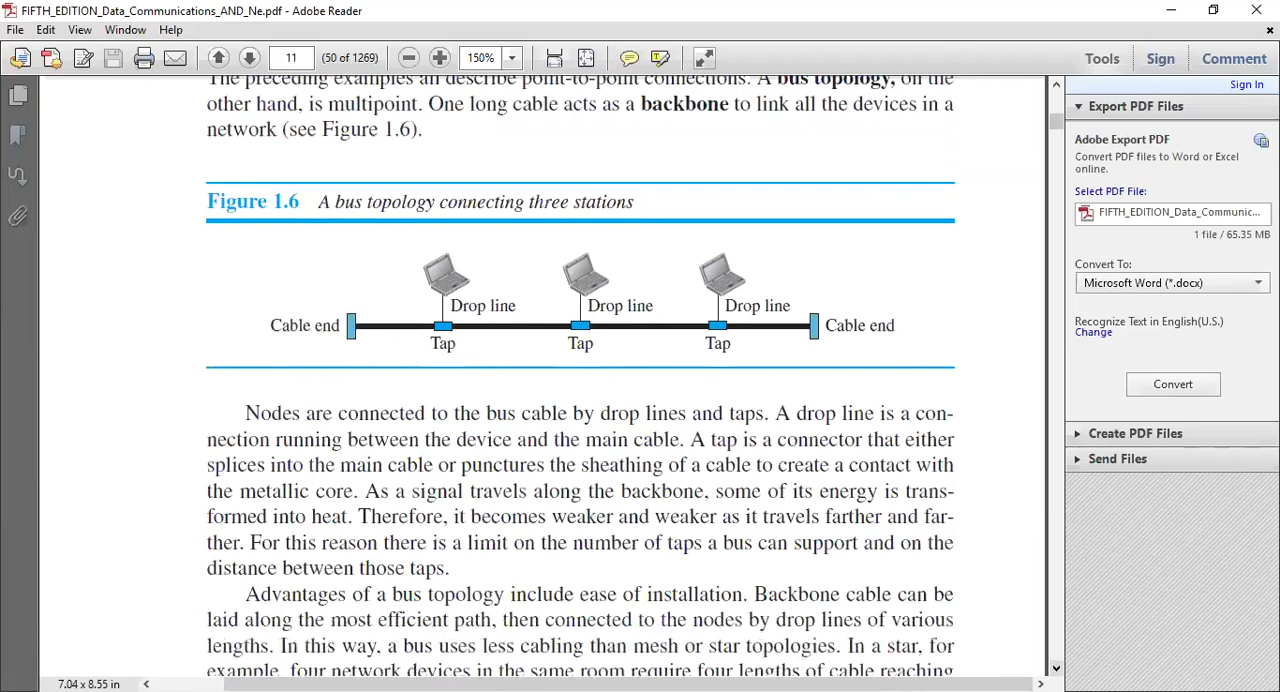 FIFTH_EDITION_Data_Communications_AND_Ne.pdf - Adobe Reader
File Edit View Window Help
11 (50 of 1269) 150% Tools Sign Comment
Sign In
Export PDF Files
Adobe Export PDF
Convert PDF files to Word or Excel
online.
Select PDF File:
FIFTH_EDITION_Data_Communic...
1 file / 65.35 MB
Convert To:
Microsoft Word (*.docx)
Recognize Text in English(U.S.)
Change
Convert
Create PDF Files
Send Files
The preceding examples all describe point-to-point connections. A bus topology, on the
other hand, is multipoint. One long cable acts as a backbone to link all the devices in a
network (see Figure 1.6).
Figure 1.6 A bus topology connecting three stations
Drop line Drop line Drop line
Cable end Cable end
Tap Tap Tap
Nodes are connected to the bus cable by drop lines and taps. A drop line is a con-
nection running between the device and the main cable. A tap is a connector that either
splices into the main cable or punctures the sheathing of a cable to create a contact with
the metallic core. As a signal travels along the backbone, some of its energy is trans-
formed into heat. Therefore, it becomes weaker and weaker as it travels farther and far-
ther. For this reason there is a limit on the number of taps a bus can support and on the
distance between those taps.
Advantages of a bus topology include ease of installation. Backbone cable can be
laid along the most efficient path, then connected to the nodes by drop lines of various
lengths. In this way, a bus uses less cabling than mesh or star topologies. In a star, for
example, four network devices in the same room require four lengths of cable reaching
7.04 x 8.55 in